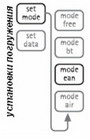 установки погружения
set
mode
set
data
mode
free
mode
bt
mode
ean
mode
air